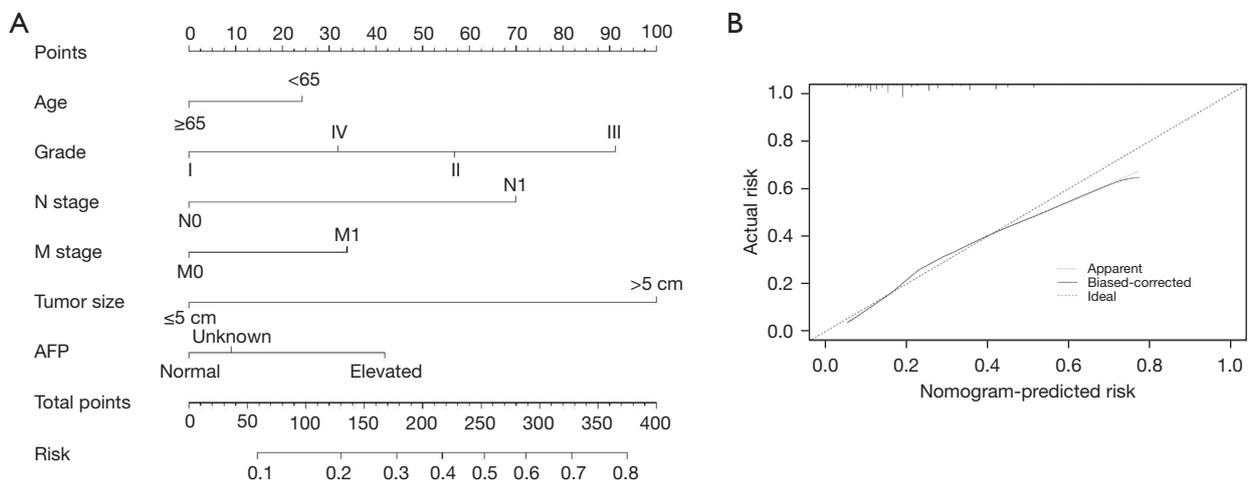 A
Points
0 10 20 30 40 50 60 70 80 90 100
<65
Age
≥65
IV III
Grade
I II
N1
N stage
N0
M1
M stage
M0
>5 cm
Tumor size
≤5 cm
Unknown
AFP
Normal Elevated
Total points
0 50 100 150 200 250 300 350 400
Risk
0.1 0.2 0.3 0.4 0.5 0.6 0.7 0.8
B
1.0
0.8
0.6
0.4
0.2
0.0
Actual risk
Apparent
Biased-corrected
Ideal
0.0 0.2 0.4 0.6 0.8 1.0
Nomogram-predicted risk